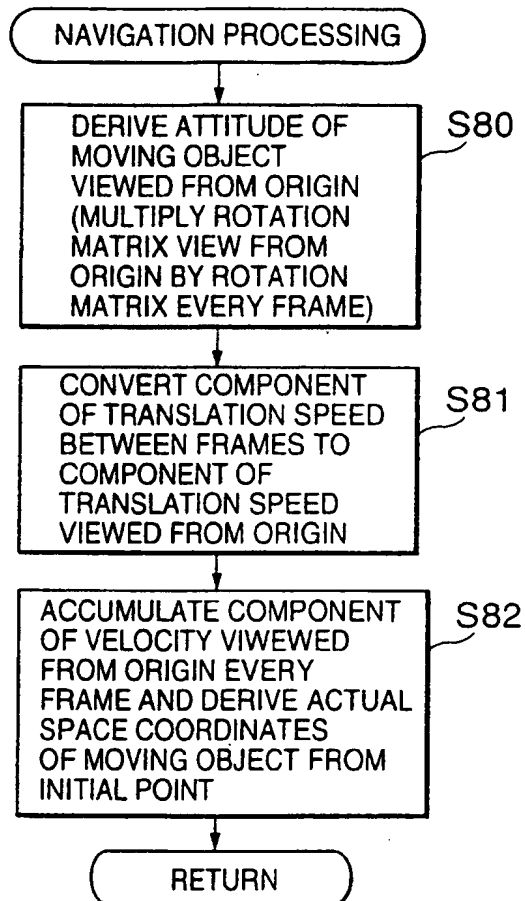 NAVIGATION PROCESSING
S80
DERIVE ATTITUDE OF
MOVING OBJECT
VIEWED FROM ORIGIN
(MULTIPLY ROTATION
MATRIX VIEW FROM
ORIGIN BY ROTATION
MATRIX EVERY FRAME)
S81
CONVERT COMPONENT
OF TRANSLATION SPEED
BETWEEN FRAMES TO
COMPONENT OF
TRANSLATION SPEED
VIEWED FROM ORIGIN
S82
ACCUMULATE COMPONENT
OF VELOCITY VIWEWED
FROM ORIGIN EVERY
FRAME AND DERIVE ACTUAL
SPACE COORDINATES
OF MOVING OBJECT FROM
INITIAL POINT
RETURN